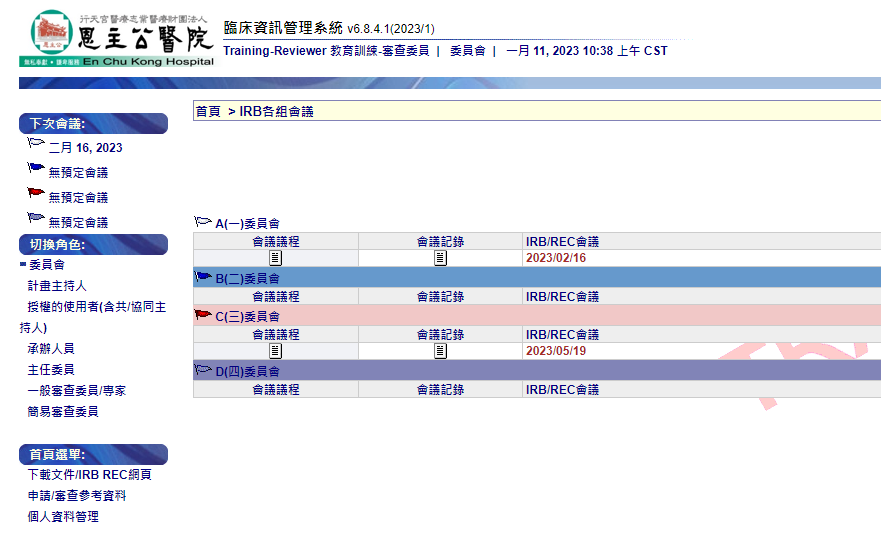 行天宮醫療志業醫療財團法人
恩主公醫院
En Chu Kong Hospital
臨床資訊管理系統 v6.8.4.1(2023/1)
Training-Reviewer 教育訓練-審查委員 | 委員會 | 一月 11, 2023 10:38 上午 CST
首頁 > IRB各組會議
下次會議:
二月 16, 2023
無預定會議
無預定會議
無預定會議
切換角色:
委員會
計畫主持人
授權的使用者(含共/協同主
持人)
承辦人員
主任委員
一般審查委員/專家
簡易審查委員
首頁選單:
下載文件/IRB REC網頁
申請/審查參考資料
個人資料管理
A(一)委員會
會議議程 會議記錄 IRB/REC會議
2023/02/16
B(二)委員會
會議議程 會議記錄 IRB/REC會議
C(三)委員會
會議議程 會議記錄 IRB/REC會議
2023/05/19
D(四)委員會
會議議程 會議記錄 IRB/REC會議